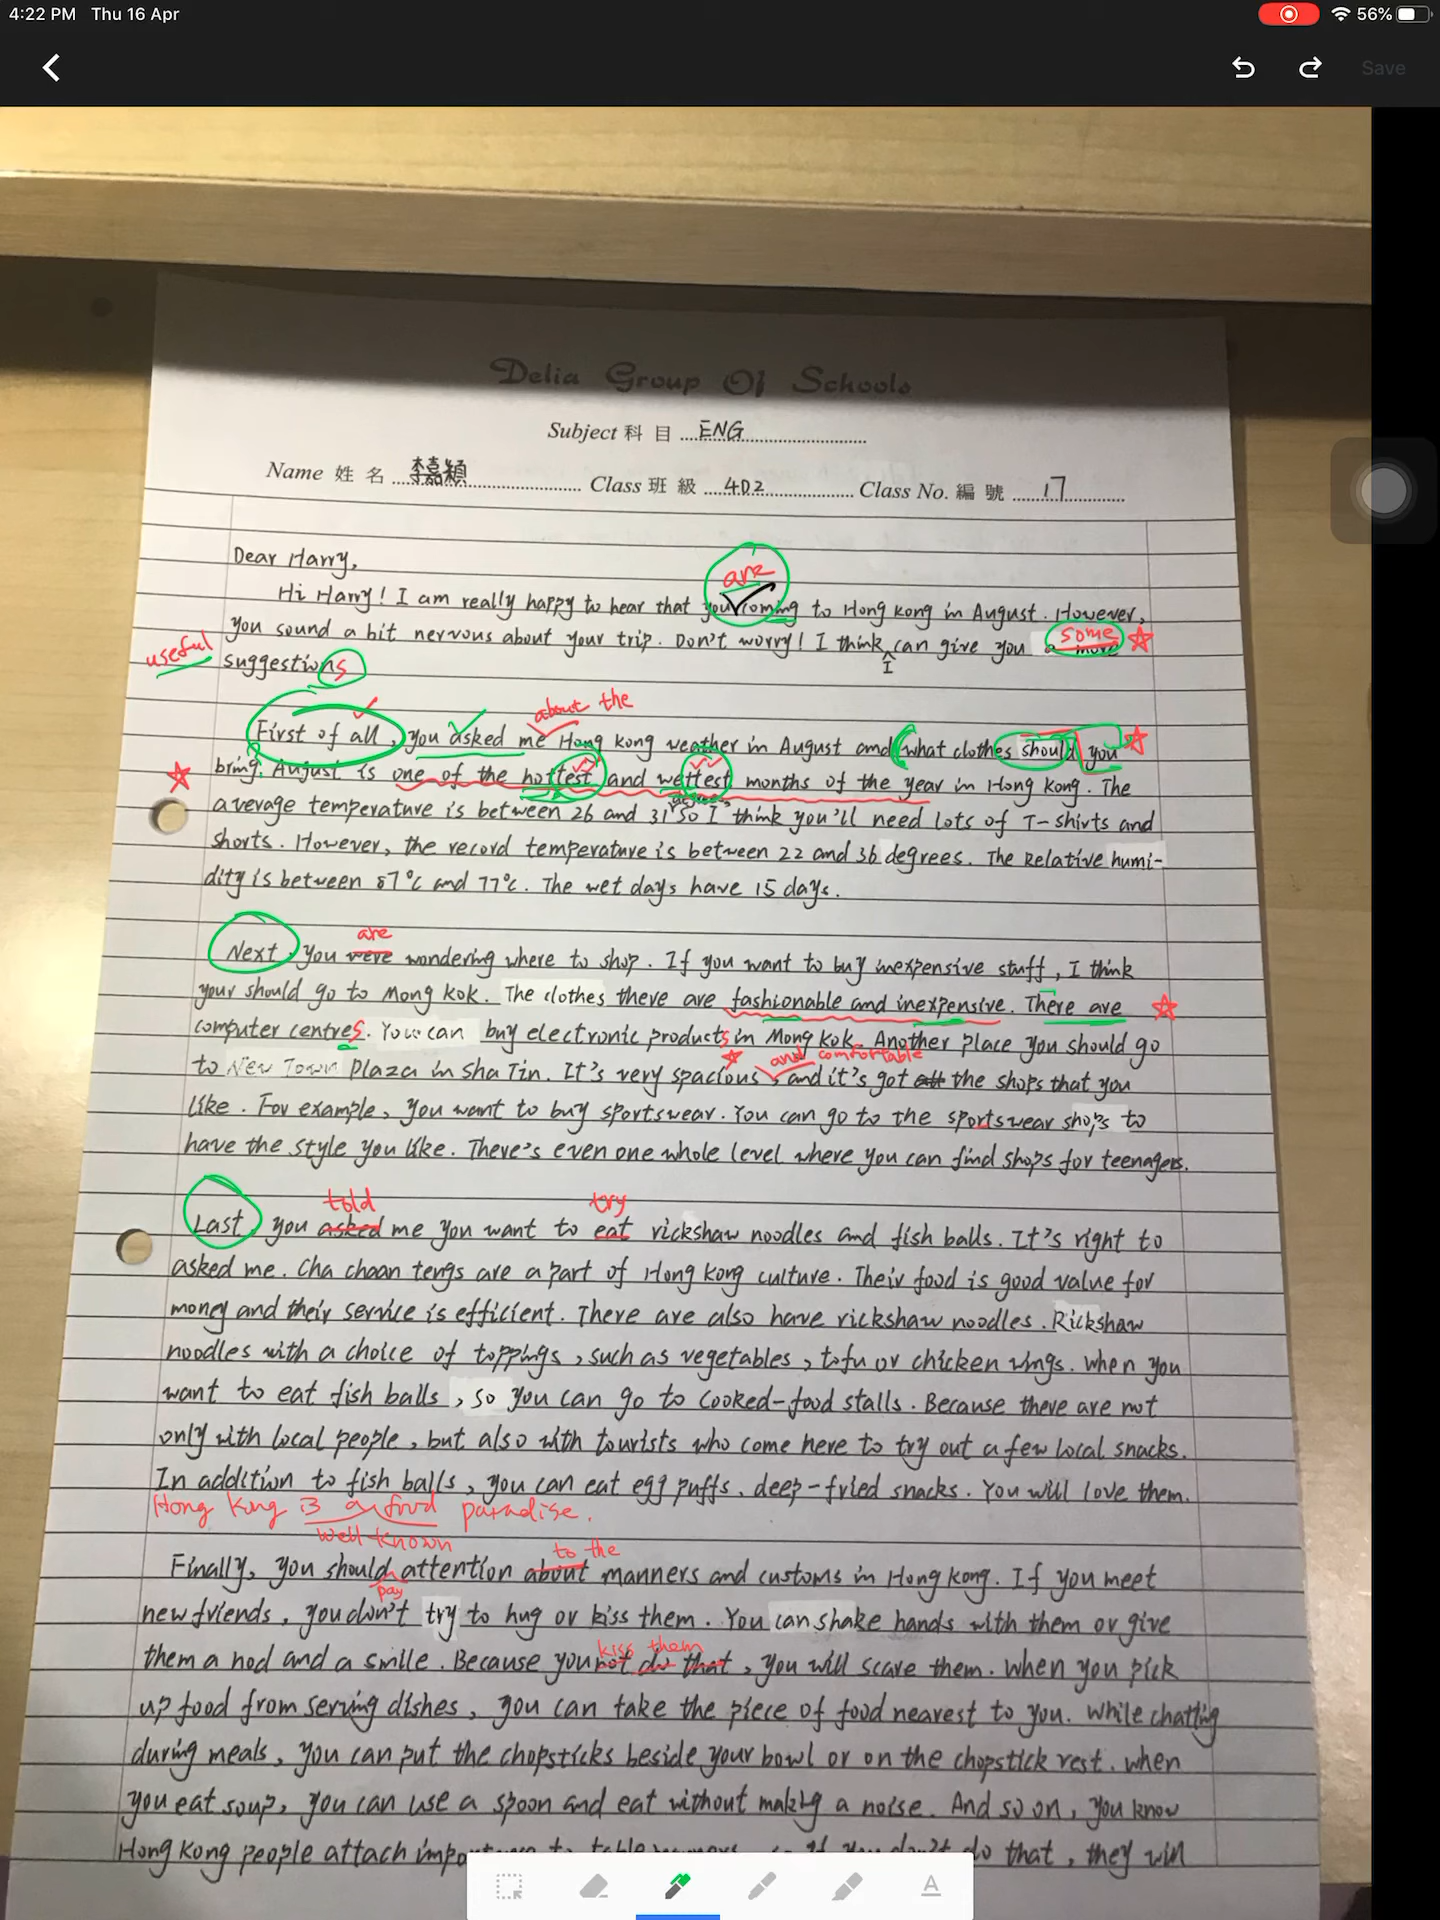 4:22 PM Thu 16 Apr
56%
Save
Delia Group Of Schools
Subject 科目 ENG
Name 姓名 李嘉穎 Class 班級 4D2 Class No. 編號 17
Dear Harry,
are
Hi Harry! I am really happy to hear that you coming to Hong Kong in August. However,
you sound a bit nervous about your trip. Don't worry! I think I can give you some
useful suggestions
about the
First of all, you asked me Hong Kong weather in August and what clothes should you
bring. August is one of the hottest and wettest months of the year in Hong Kong. The
average temperature is between 26 and 31 so I think you'll need lots of T-shirts and
shorts. However, the record temperature is between 22 and 36 degrees. The Relative humi-
dity is between 87°C and 77°C. The wet days have 15 days.
are
Next, you were wondering where to shop. If you want to buy inexpensive stuff, I think
your should go to Mong Kok. The clothes there are fashionable and inexpensive. There are
computer centres. You can buy electronic products in Mong Kok. Another place you should go
and comfortable
to New Town Plaza in Sha Tin. It's very spacious, and it's got all the shops that you
like. For example, you want to buy sportswear. You can go to the sportswear shops to
have the style you like. There's even one whole level where you can find shops for teenagers.
told try
Last, you asked me you want to eat rickshaw noodles and fish balls. It's right to
asked me. Cha chaan tengs are a part of Hong Kong culture. Their food is good value for
money and their service is efficient. There are also have rickshaw noodles. Rickshaw
noodles with a choice of toppings, such as vegetables, tofu or chicken wings. When you
want to eat fish balls, so you can go to cooked-food stalls. Because there are not
only with local people, but also with tourists who come here to try out a few local snacks.
In addition to fish balls, you can eat egg puffs, deep-fried snacks. You will love them.
Hong Kong is a food paradise.
well-known
to the
Finally, you should attention about manners and customs in Hong Kong. If you meet
pay
new friends, you don't try to hug or kiss them. You can shake hands with them or give
kiss them
them a nod and a smile. Because you not do that, you will scare them. When you pick
up food from serving dishes, you can take the piece of food nearest to you. While chatting
during meals, you can put the chopsticks beside your bowl or on the chopstick rest. When
you eat soup, you can use a spoon and eat without making a noise. And so on, you know
Hong Kong people attach to table if you don't do that, they will
A